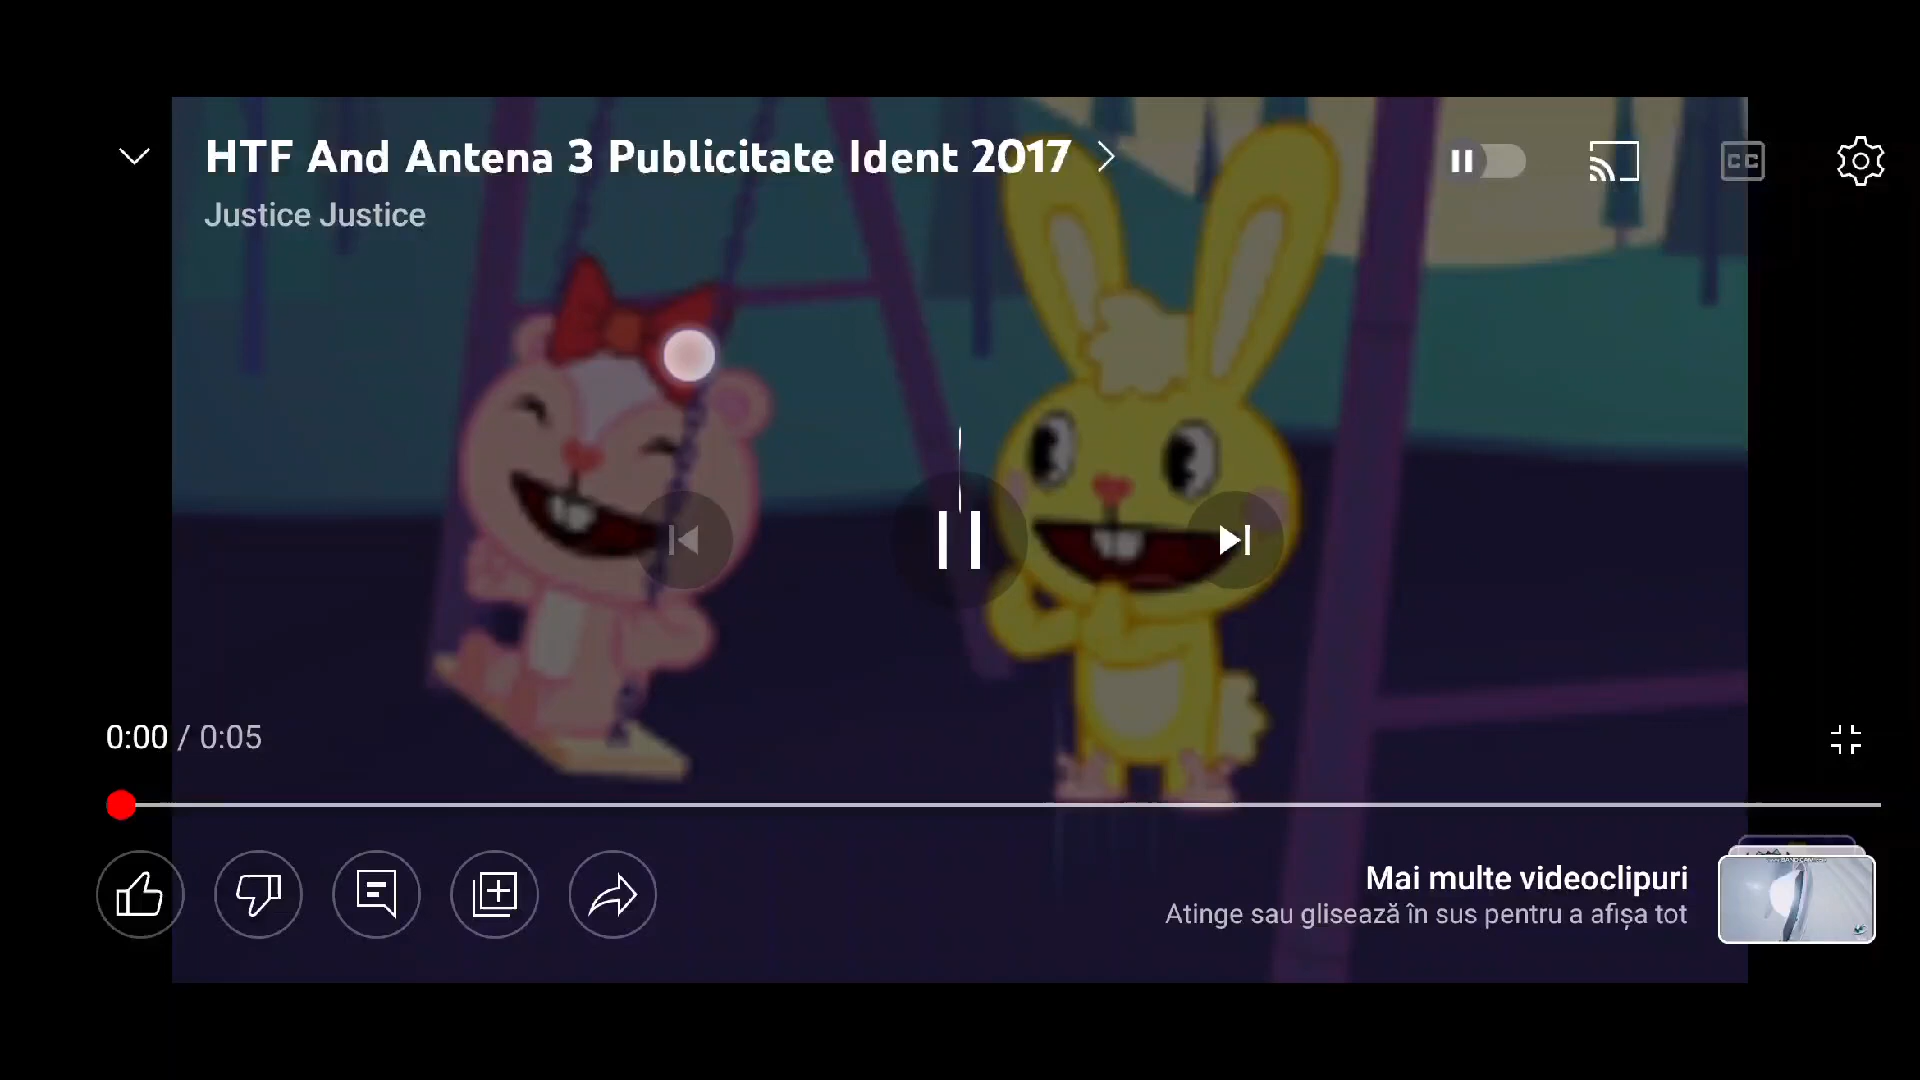 HTF And Antena 3 Publicitate Ident 2017
Justice Justice
CC
0:00 / 0:05
Mai multe videoclipuri
Atinge sau glisează în sus pentru a afișa tot